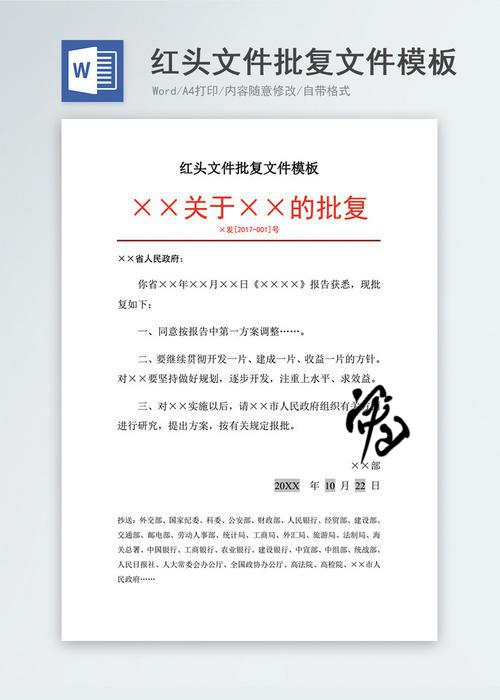 W
红头文件批复文件模板
Word/A4打印/内容随意修改/自带格式
红头文件批复文件模板
××关于××的批复
×发[2017-001]号
××省人民政府：
你省××年××月××日《××××》报告获悉，现批
复如下：
一、同意按报告中第一方案调整……。
二、要继续贯彻开发一片、建成一片、收益一片的方针。
对××要坚持做好规划，逐步开发，注重上水平、求效益。
三、对××实施以后，请××市人民政府组织有关
进行研究，提出方案，按有关规定报批。
××部
20XX 年 10 月 22 日
抄送：外交部、国家纪委、科委、公安部、财政部、人民银行、经贸部、建设部、
交通部、邮电部、劳动人事部、统计局、工商局、外汇局、旅游局、法制局、海
关总署、中国银行、工商银行、农业银行、建设银行、中宣部、中组部、统战部、
人民日报社、人大常委会办公厅、全国政协办公厅、高法院、高检院、××市人
民政府……